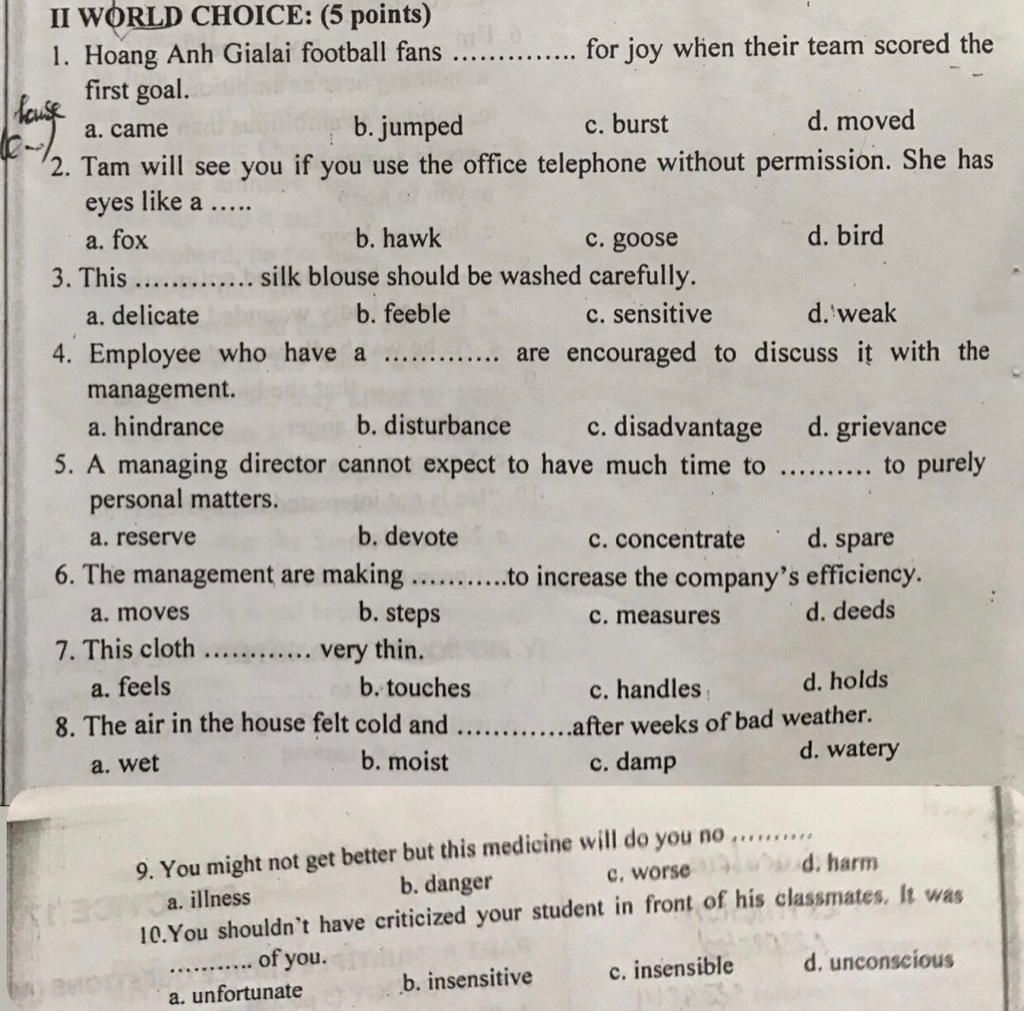 II WORLD CHOICE: (5 points)
1. Hoang Anh Gialai football fans .............. for joy when their team scored the
first goal.
a. came b. jumped c. burst d. moved
2. Tam will see you if you use the office telephone without permission. She has
eyes like a .....
a. fox b. hawk c. goose d. bird
3. This ............. silk blouse should be washed carefully.
a. delicate b. feeble c. sensitive d. weak
4. Employee who have a ............. are encouraged to discuss it with the
management.
a. hindrance b. disturbance c. disadvantage d. grievance
5. A managing director cannot expect to have much time to .......... to purely
personal matters.
a. reserve b. devote c. concentrate d. spare
6. The management are making ...........to increase the company's efficiency.
a. moves b. steps c. measures d. deeds
7. This cloth ............ very thin.
a. feels b. touches c. handles d. holds
8. The air in the house felt cold and .............after weeks of bad weather.
a. wet b. moist c. damp d. watery
9. You might not get better but this medicine will do you no ..........
a. illness b. danger c. worse d. harm
10.You shouldn't have criticized your student in front of his classmates. It was
.......... of you.
a. unfortunate b. insensitive c. insensible d. unconscious